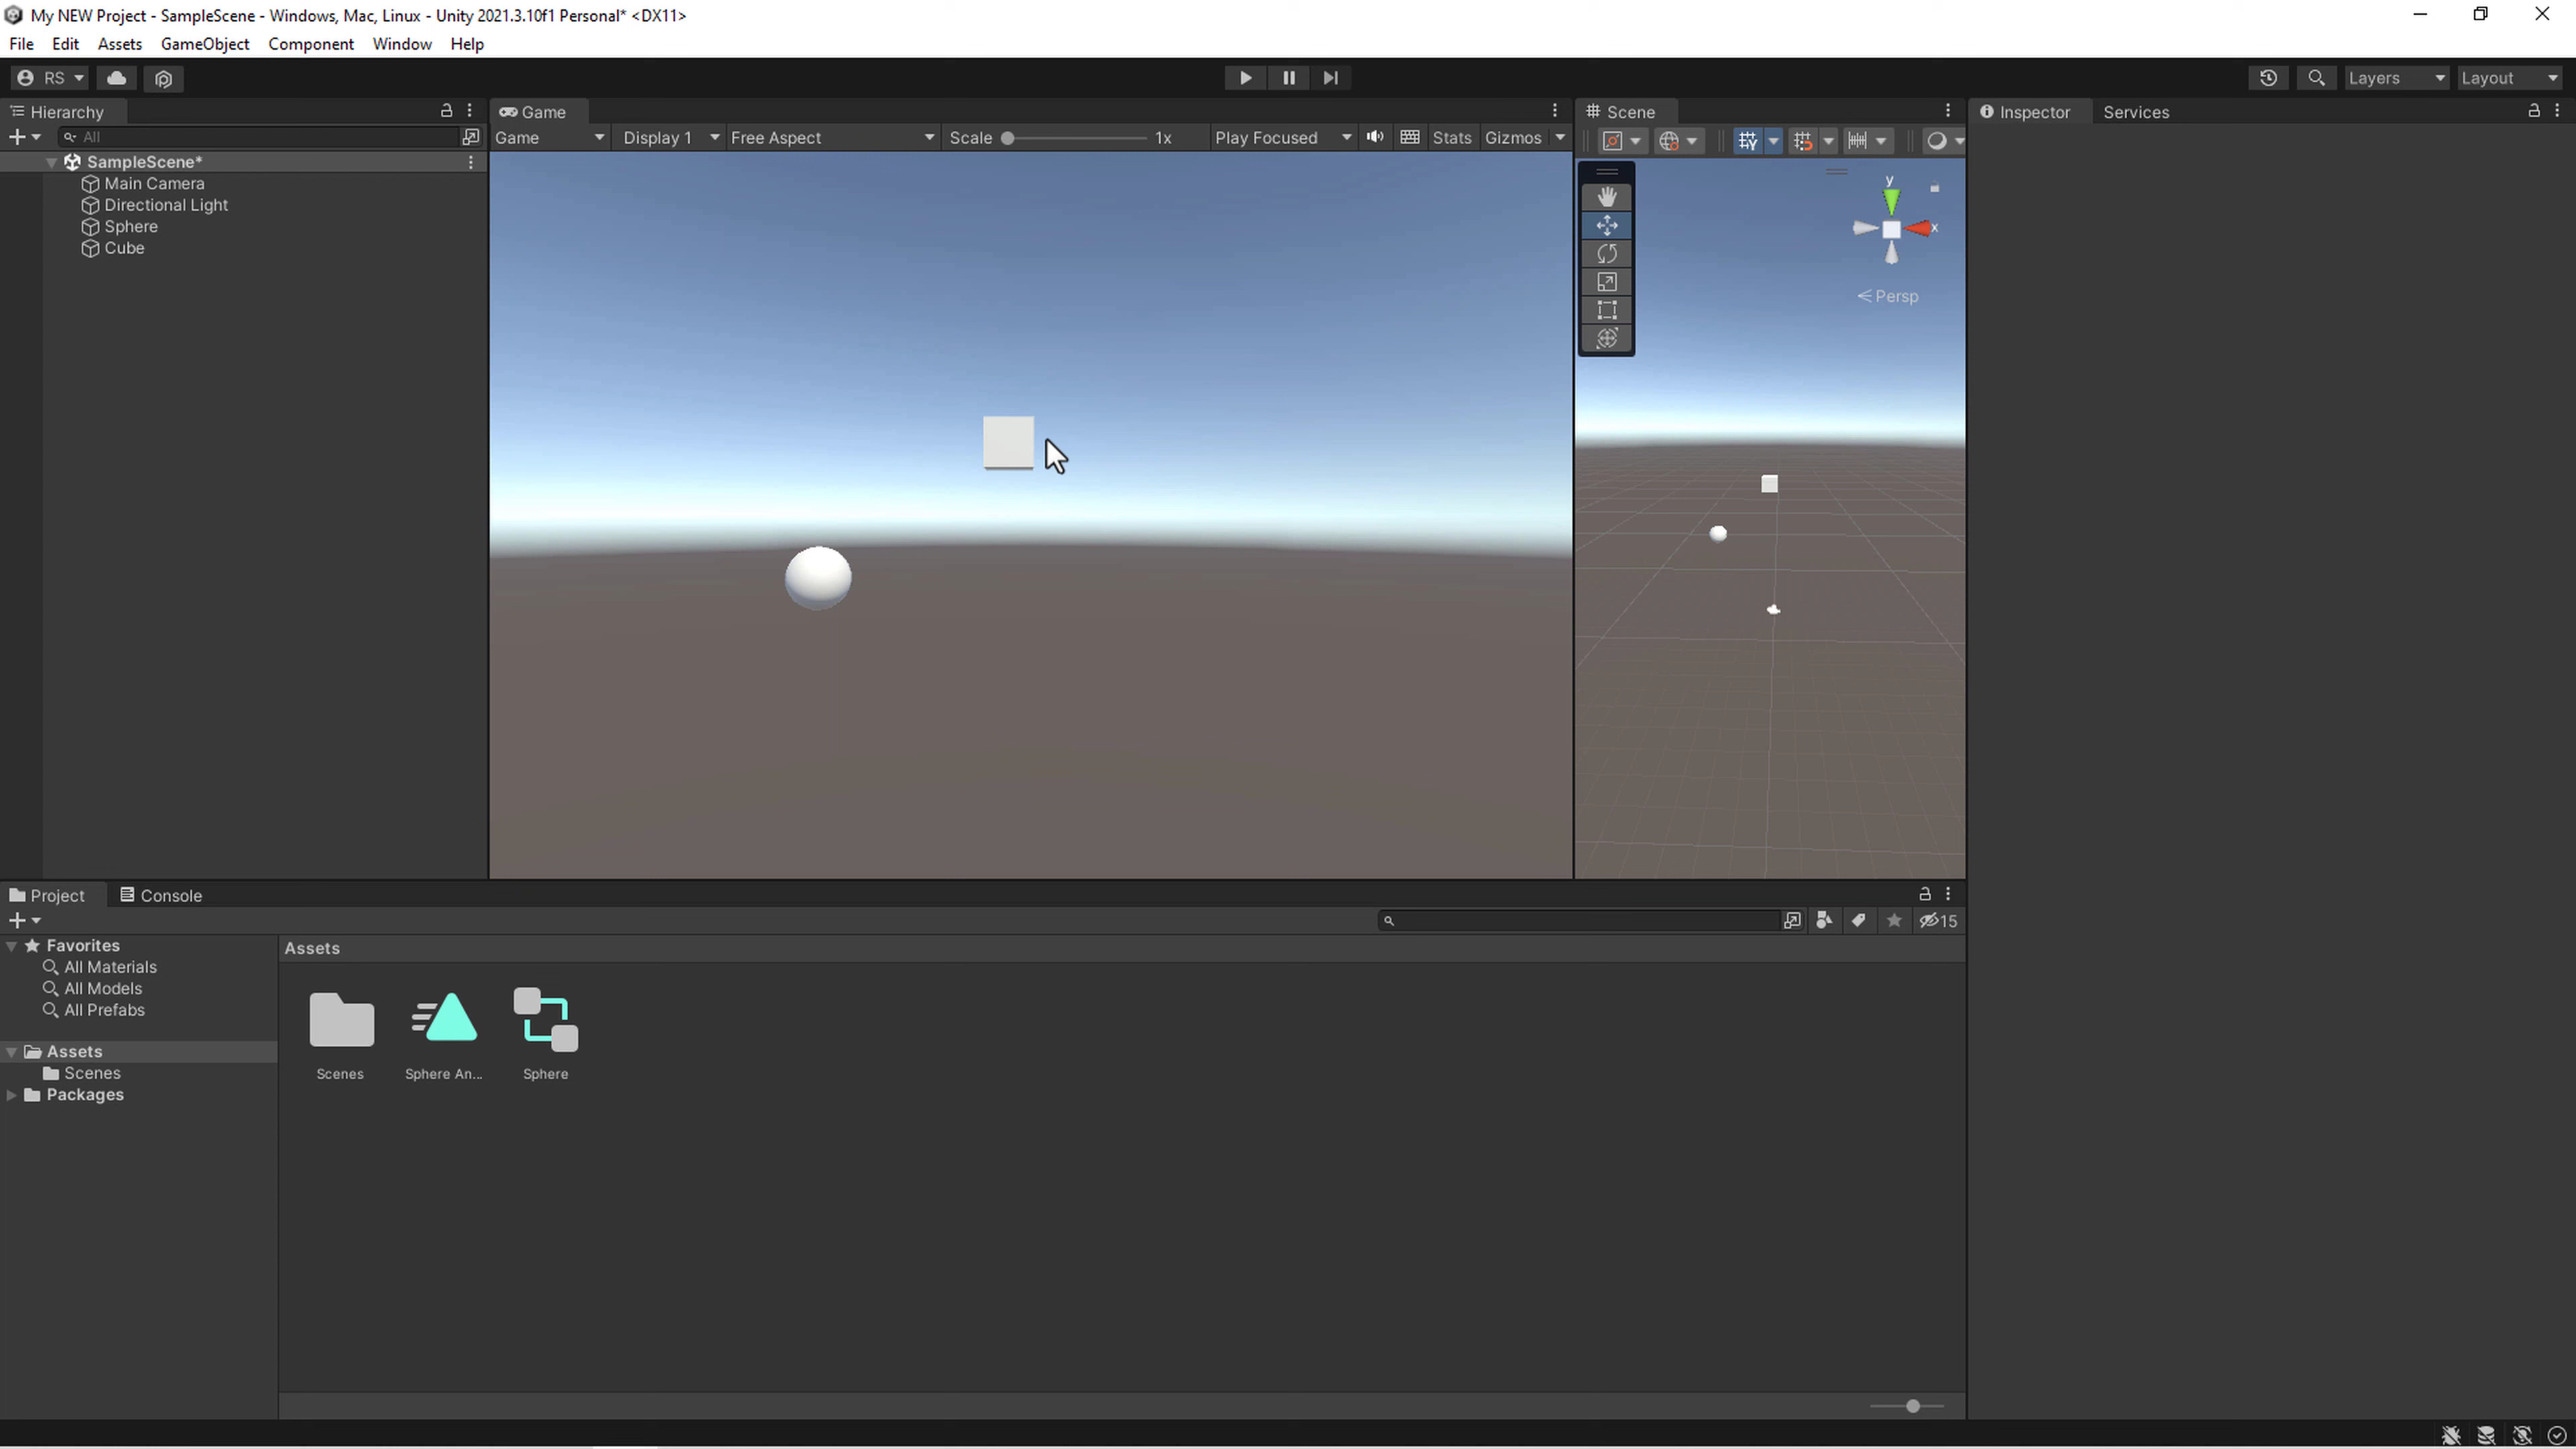 My NEW Project - SampleScene - Windows, Mac, Linux - Unity 2021.3.10f1 Personal* <DX11>
File Edit Assets GameObject Component Window Help
RS Layers Layout
Hierarchy
All
SampleScene*
Main Camera
Directional Light
Sphere
Cube
Game
Game Display 1 Free Aspect Scale 1x Play Focused Stats Gizmos
Scene
y
x
Persp
Inspector Services
Project Console
15
Favorites
All Materials
All Models
All Prefabs
Assets
Scenes
Packages
Assets
Scenes Sphere An... Sphere